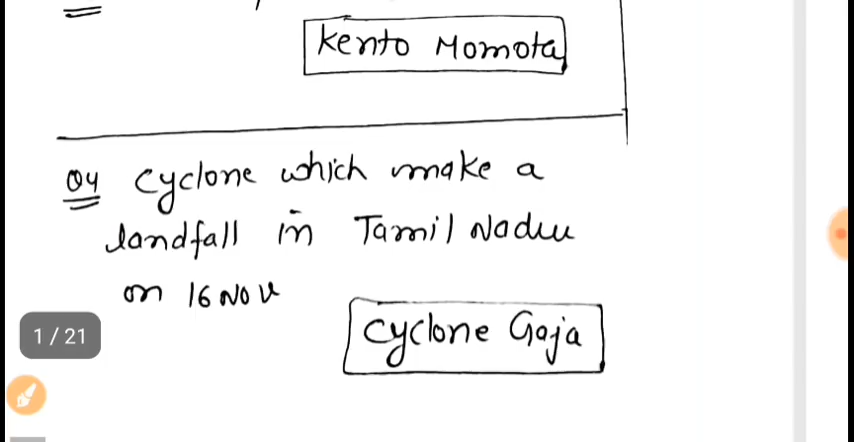 Kento Momota
Q4 Cyclone which make a
landfall in Tamil Nadu
on 16 Nov
Cyclone Gaja
1 / 21